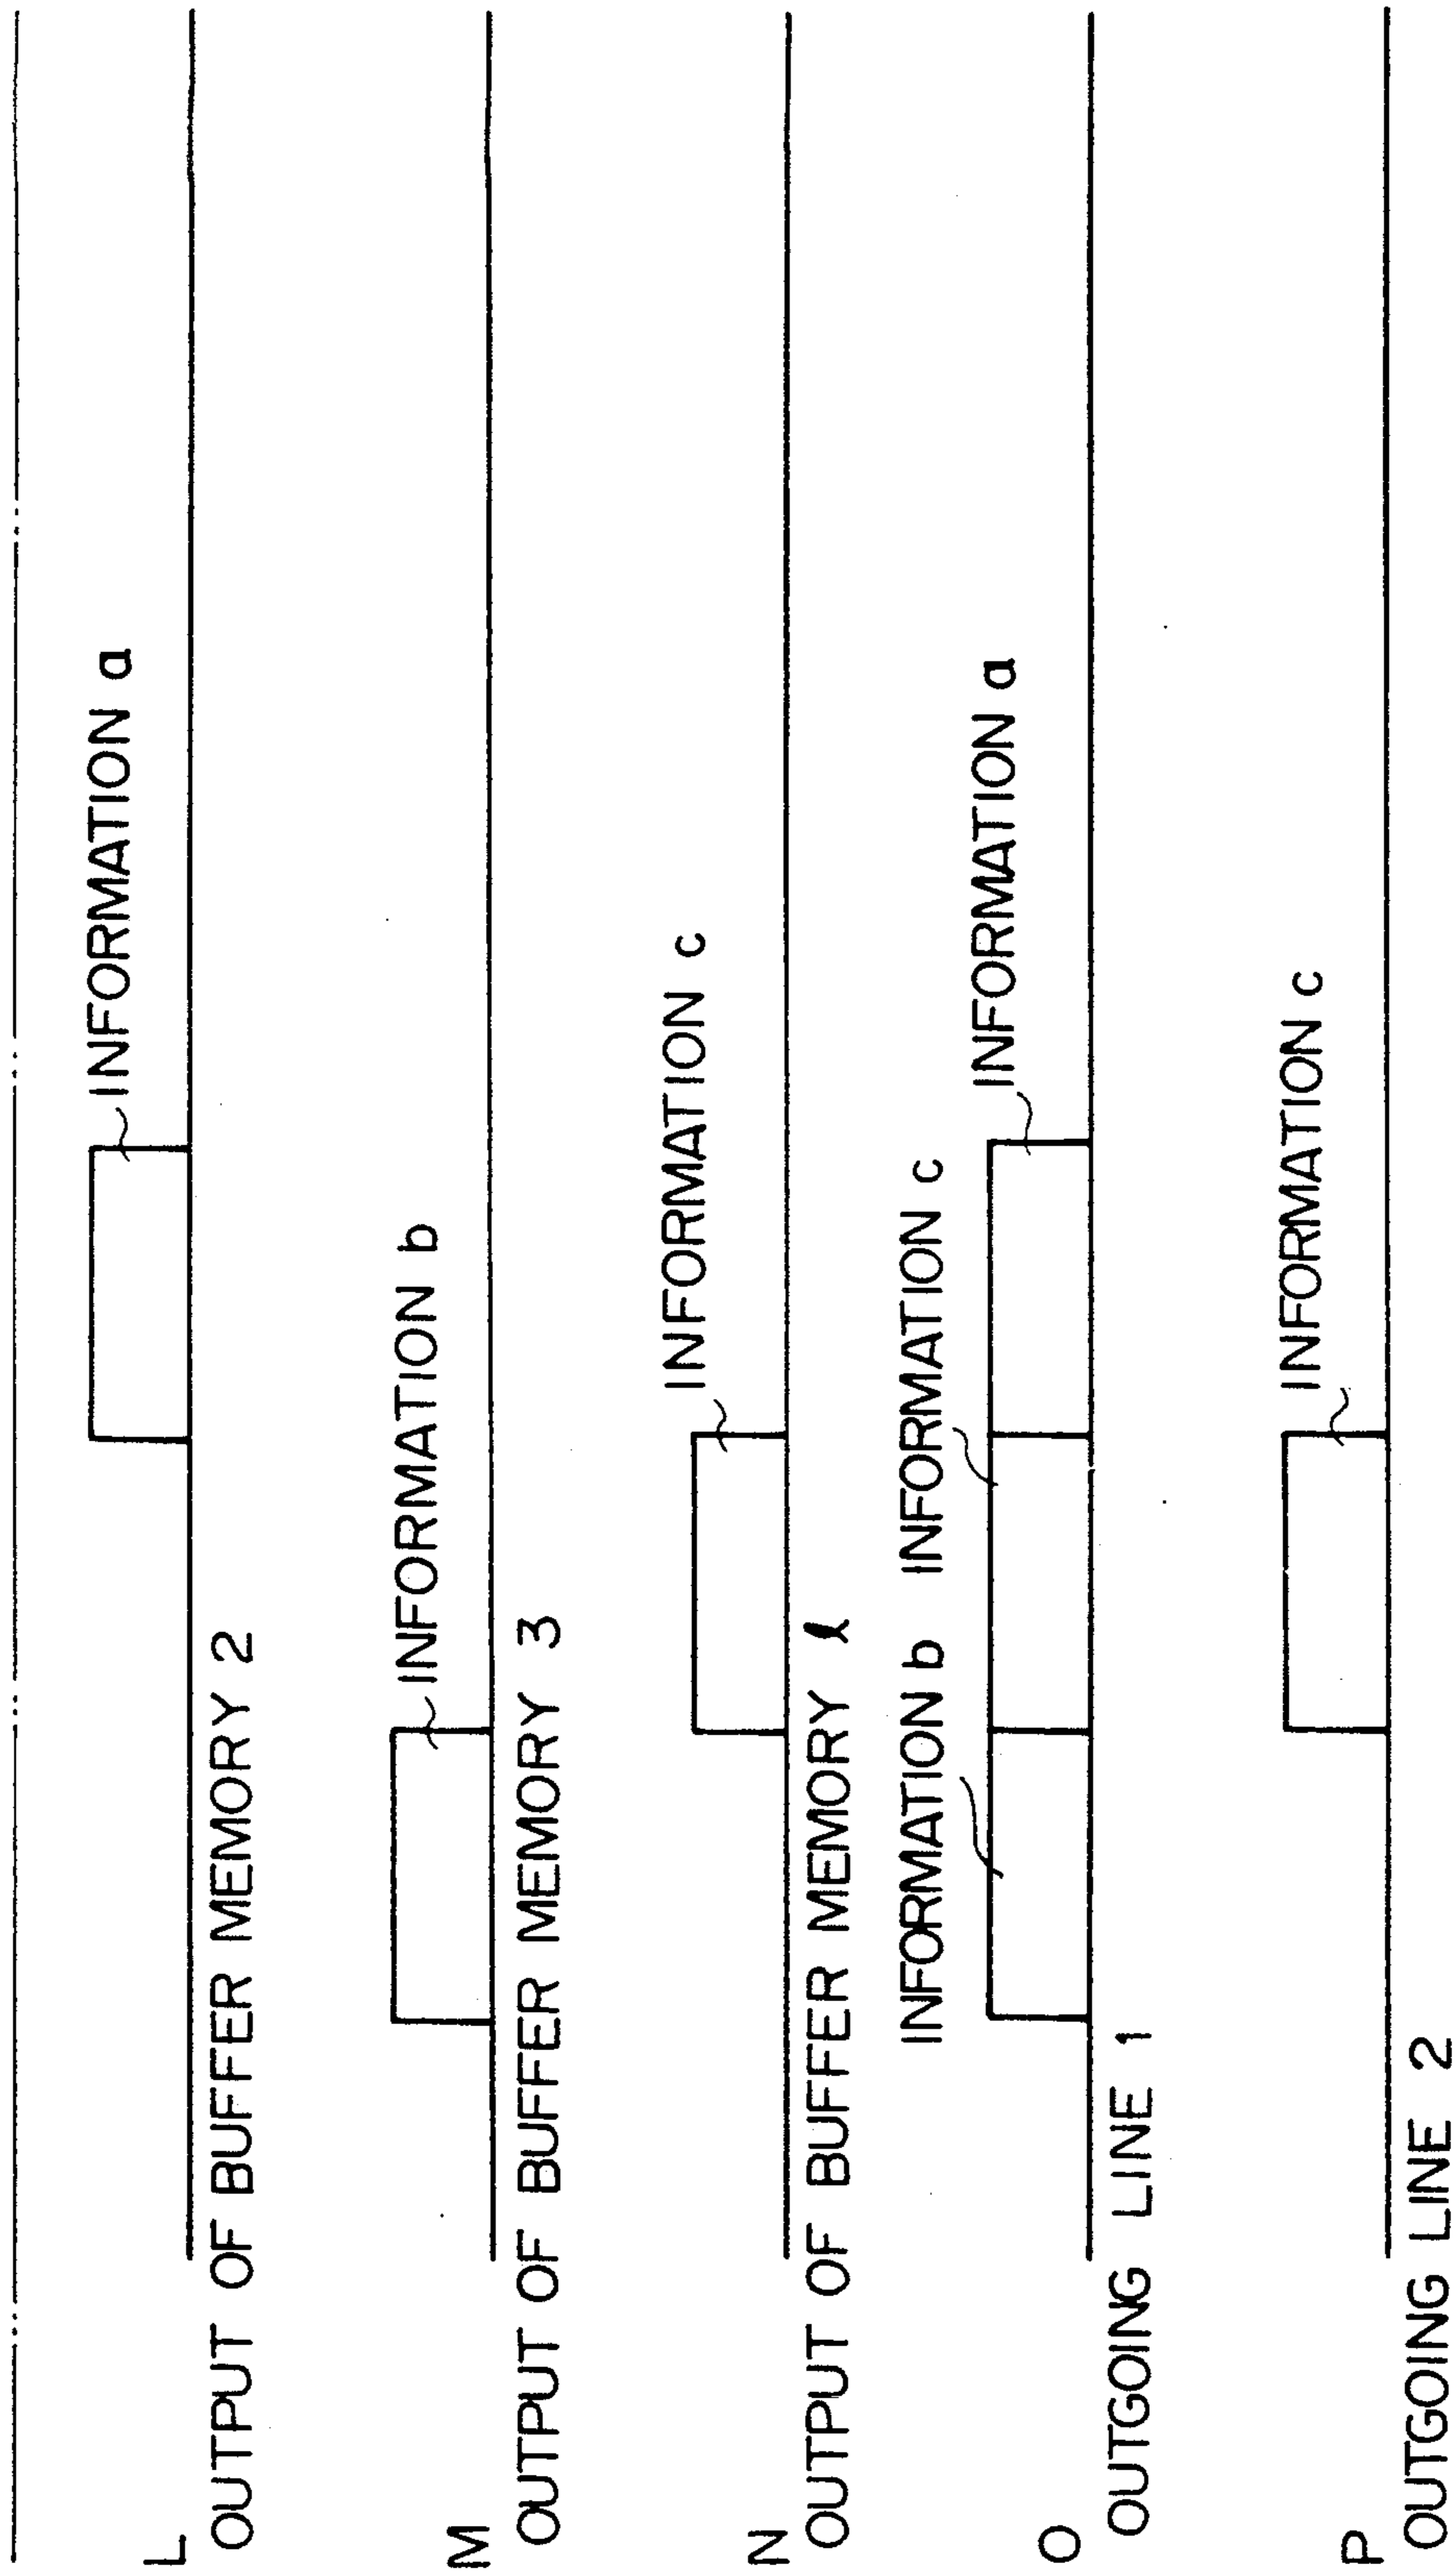 L
INFORMATION a
OUTPUT OF BUFFER MEMORY 2
M
INFORMATION b
OUTPUT OF BUFFER MEMORY 3
N
INFORMATION c
OUTPUT OF BUFFER MEMORY ℓ
INFORMATION b INFORMATION c
O
INFORMATION a
OUTGOING LINE 1
P
INFORMATION c
OUTGOING LINE 2